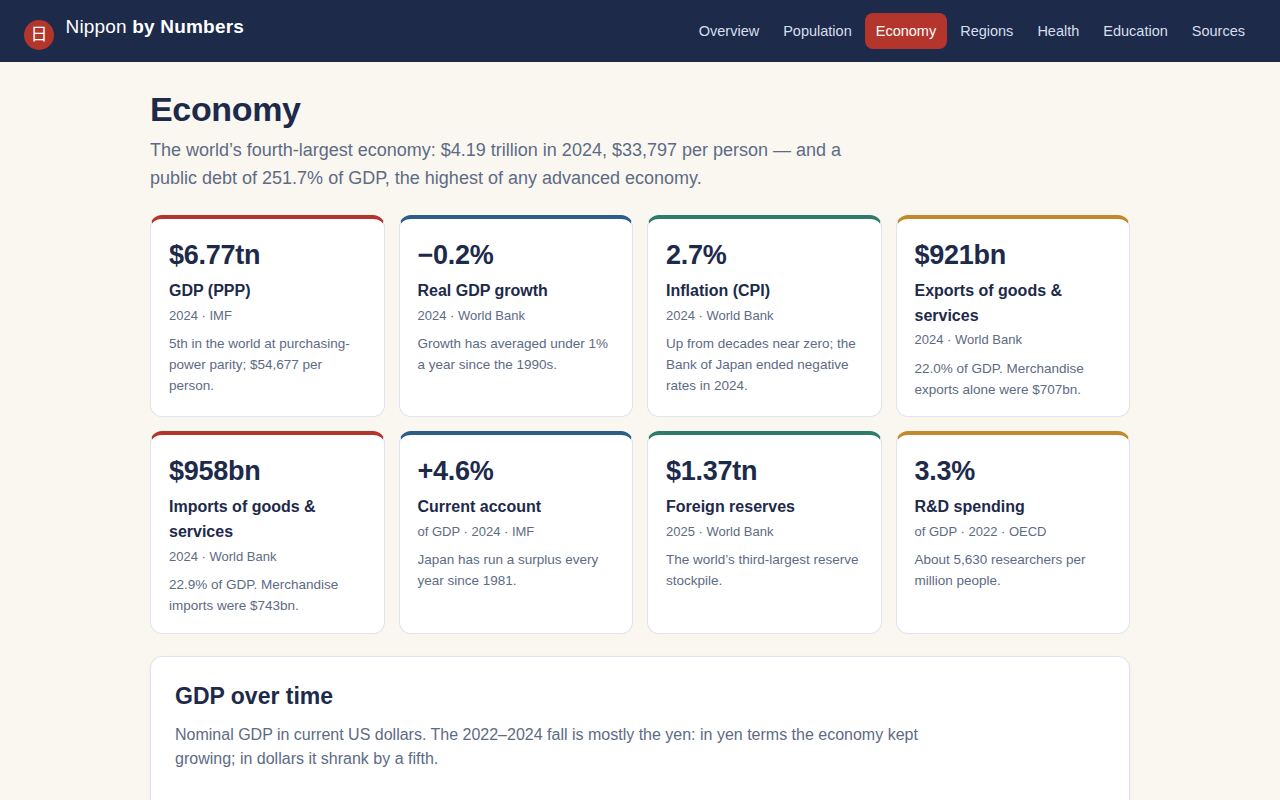 日 Nippon by Numbers
Overview Population Economy Regions Health Education Sources
Economy
The world’s fourth-largest economy: $4.19 trillion in 2024, $33,797 per person — and a
public debt of 251.7% of GDP, the highest of any advanced economy.
$6.77tn
GDP (PPP)
2024 · IMF
5th in the world at purchasing-
power parity; $54,677 per
person.
−0.2%
Real GDP growth
2024 · World Bank
Growth has averaged under 1%
a year since the 1990s.
2.7%
Inflation (CPI)
2024 · World Bank
Up from decades near zero; the
Bank of Japan ended negative
rates in 2024.
$921bn
Exports of goods &
services
2024 · World Bank
22.0% of GDP. Merchandise
exports alone were $707bn.
$958bn
Imports of goods &
services
2024 · World Bank
22.9% of GDP. Merchandise
imports were $743bn.
+4.6%
Current account
of GDP · 2024 · IMF
Japan has run a surplus every
year since 1981.
$1.37tn
Foreign reserves
2025 · World Bank
The world’s third-largest reserve
stockpile.
3.3%
R&D spending
of GDP · 2022 · OECD
About 5,630 researchers per
million people.
GDP over time
Nominal GDP in current US dollars. The 2022–2024 fall is mostly the yen: in yen terms the economy kept
growing; in dollars it shrank by a fifth.